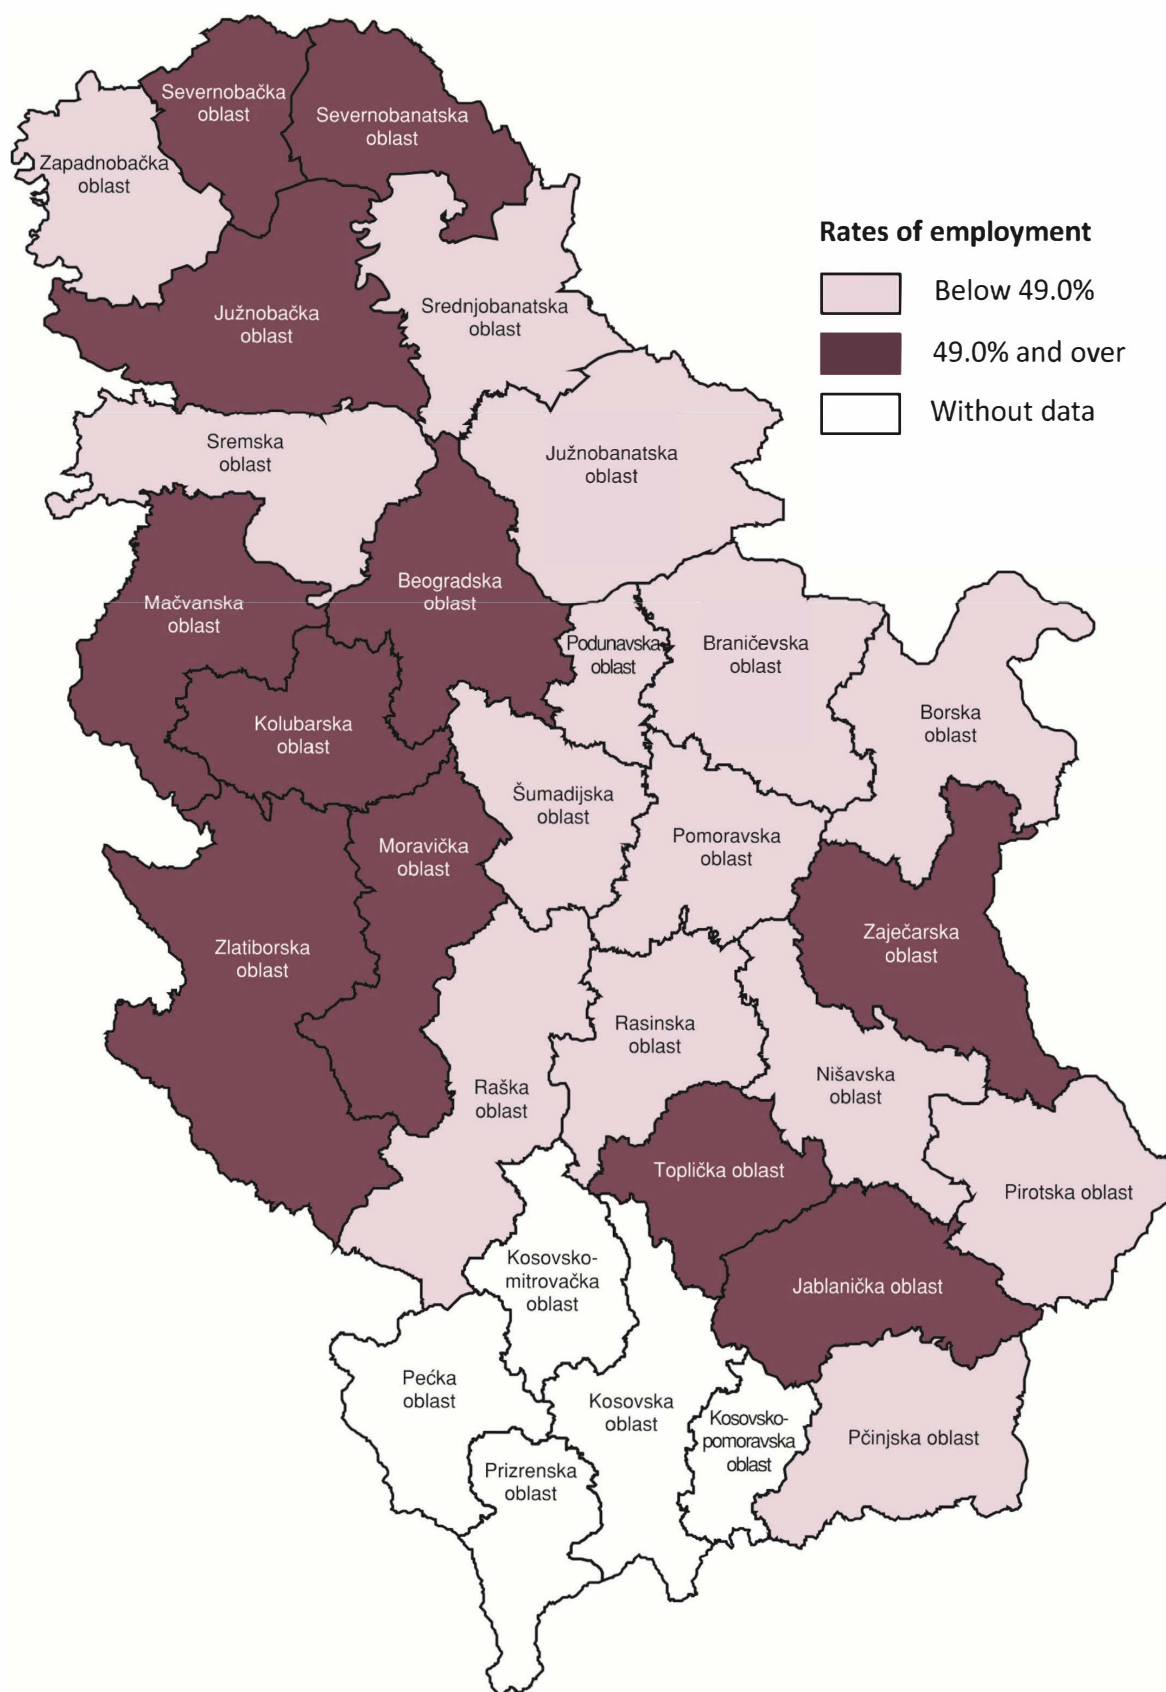 Severnobačka
oblast
Severnobanatska
oblast
Zapadnobačka
oblast
Rates of employment
Below 49.0%
49.0% and over
Without data
Južnobačka
oblast
Srednjobanatska
oblast
Sremska
oblast
Južnobanatska
oblast
Beogradska
oblast
Mačvanska
oblast
Podunavska
oblast
Braničevska
oblast
Borska
oblast
Kolubarska
oblast
Šumadijska
oblast
Moravička
oblast
Pomoravska
oblast
Zaječarska
oblast
Zlatiborska
oblast
Rasinska
oblast
Raška
oblast
Nišavska
oblast
Toplička oblast
Pirotska oblast
Kosovsko-
mitrovačka
oblast
Jablanička oblast
Pećka
oblast
Kosovska
oblast
Kosovsko-
pomoravska
oblast
Pčinjska oblast
Prizrenska
oblast